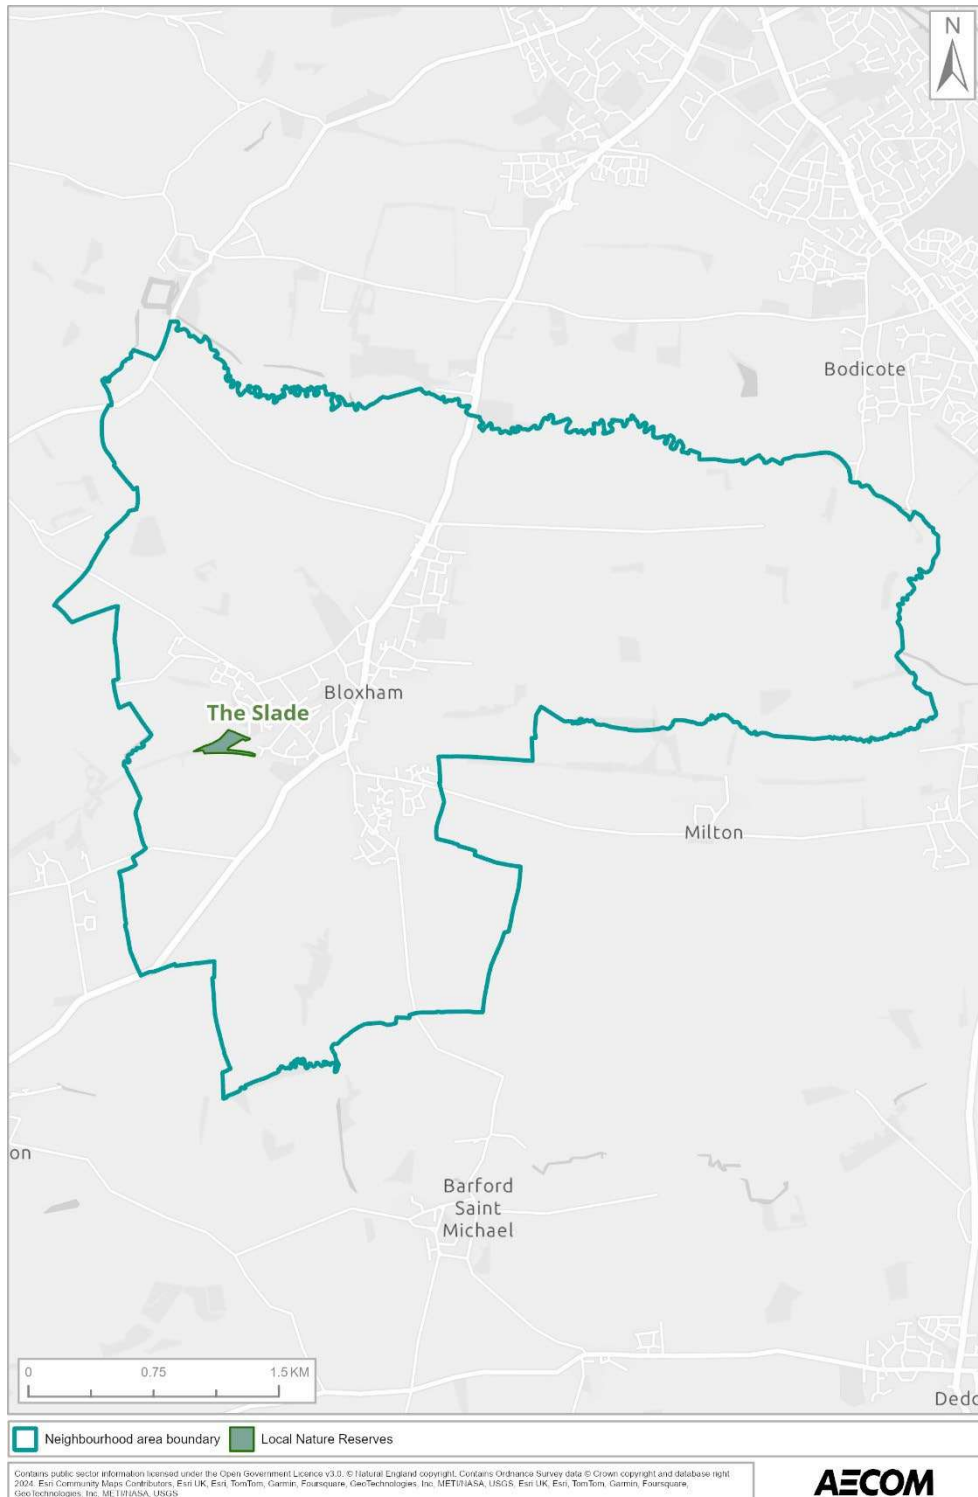 N
Bodicote
Bloxham
The Slade
Milton
on
Barford
Saint
Michael
0 0.75 1.5 KM
Dedd
Neighbourhood area boundary Local Nature Reserves
Contains public sector information licensed under the Open Government Licence v3.0. © Natural England copyright. Contains Ordnance Survey data © Crown copyright and database right
2024. Esri Community Maps Contributors, Esri UK, Esri, TomTom, Garmin, Foursquare, GeoTechnologies, Inc, METI/NASA, USGS, Esri UK, Esri, TomTom, Garmin, Foursquare,
GeoTechnologies, Inc, METI/NASA, USGS
AECOM